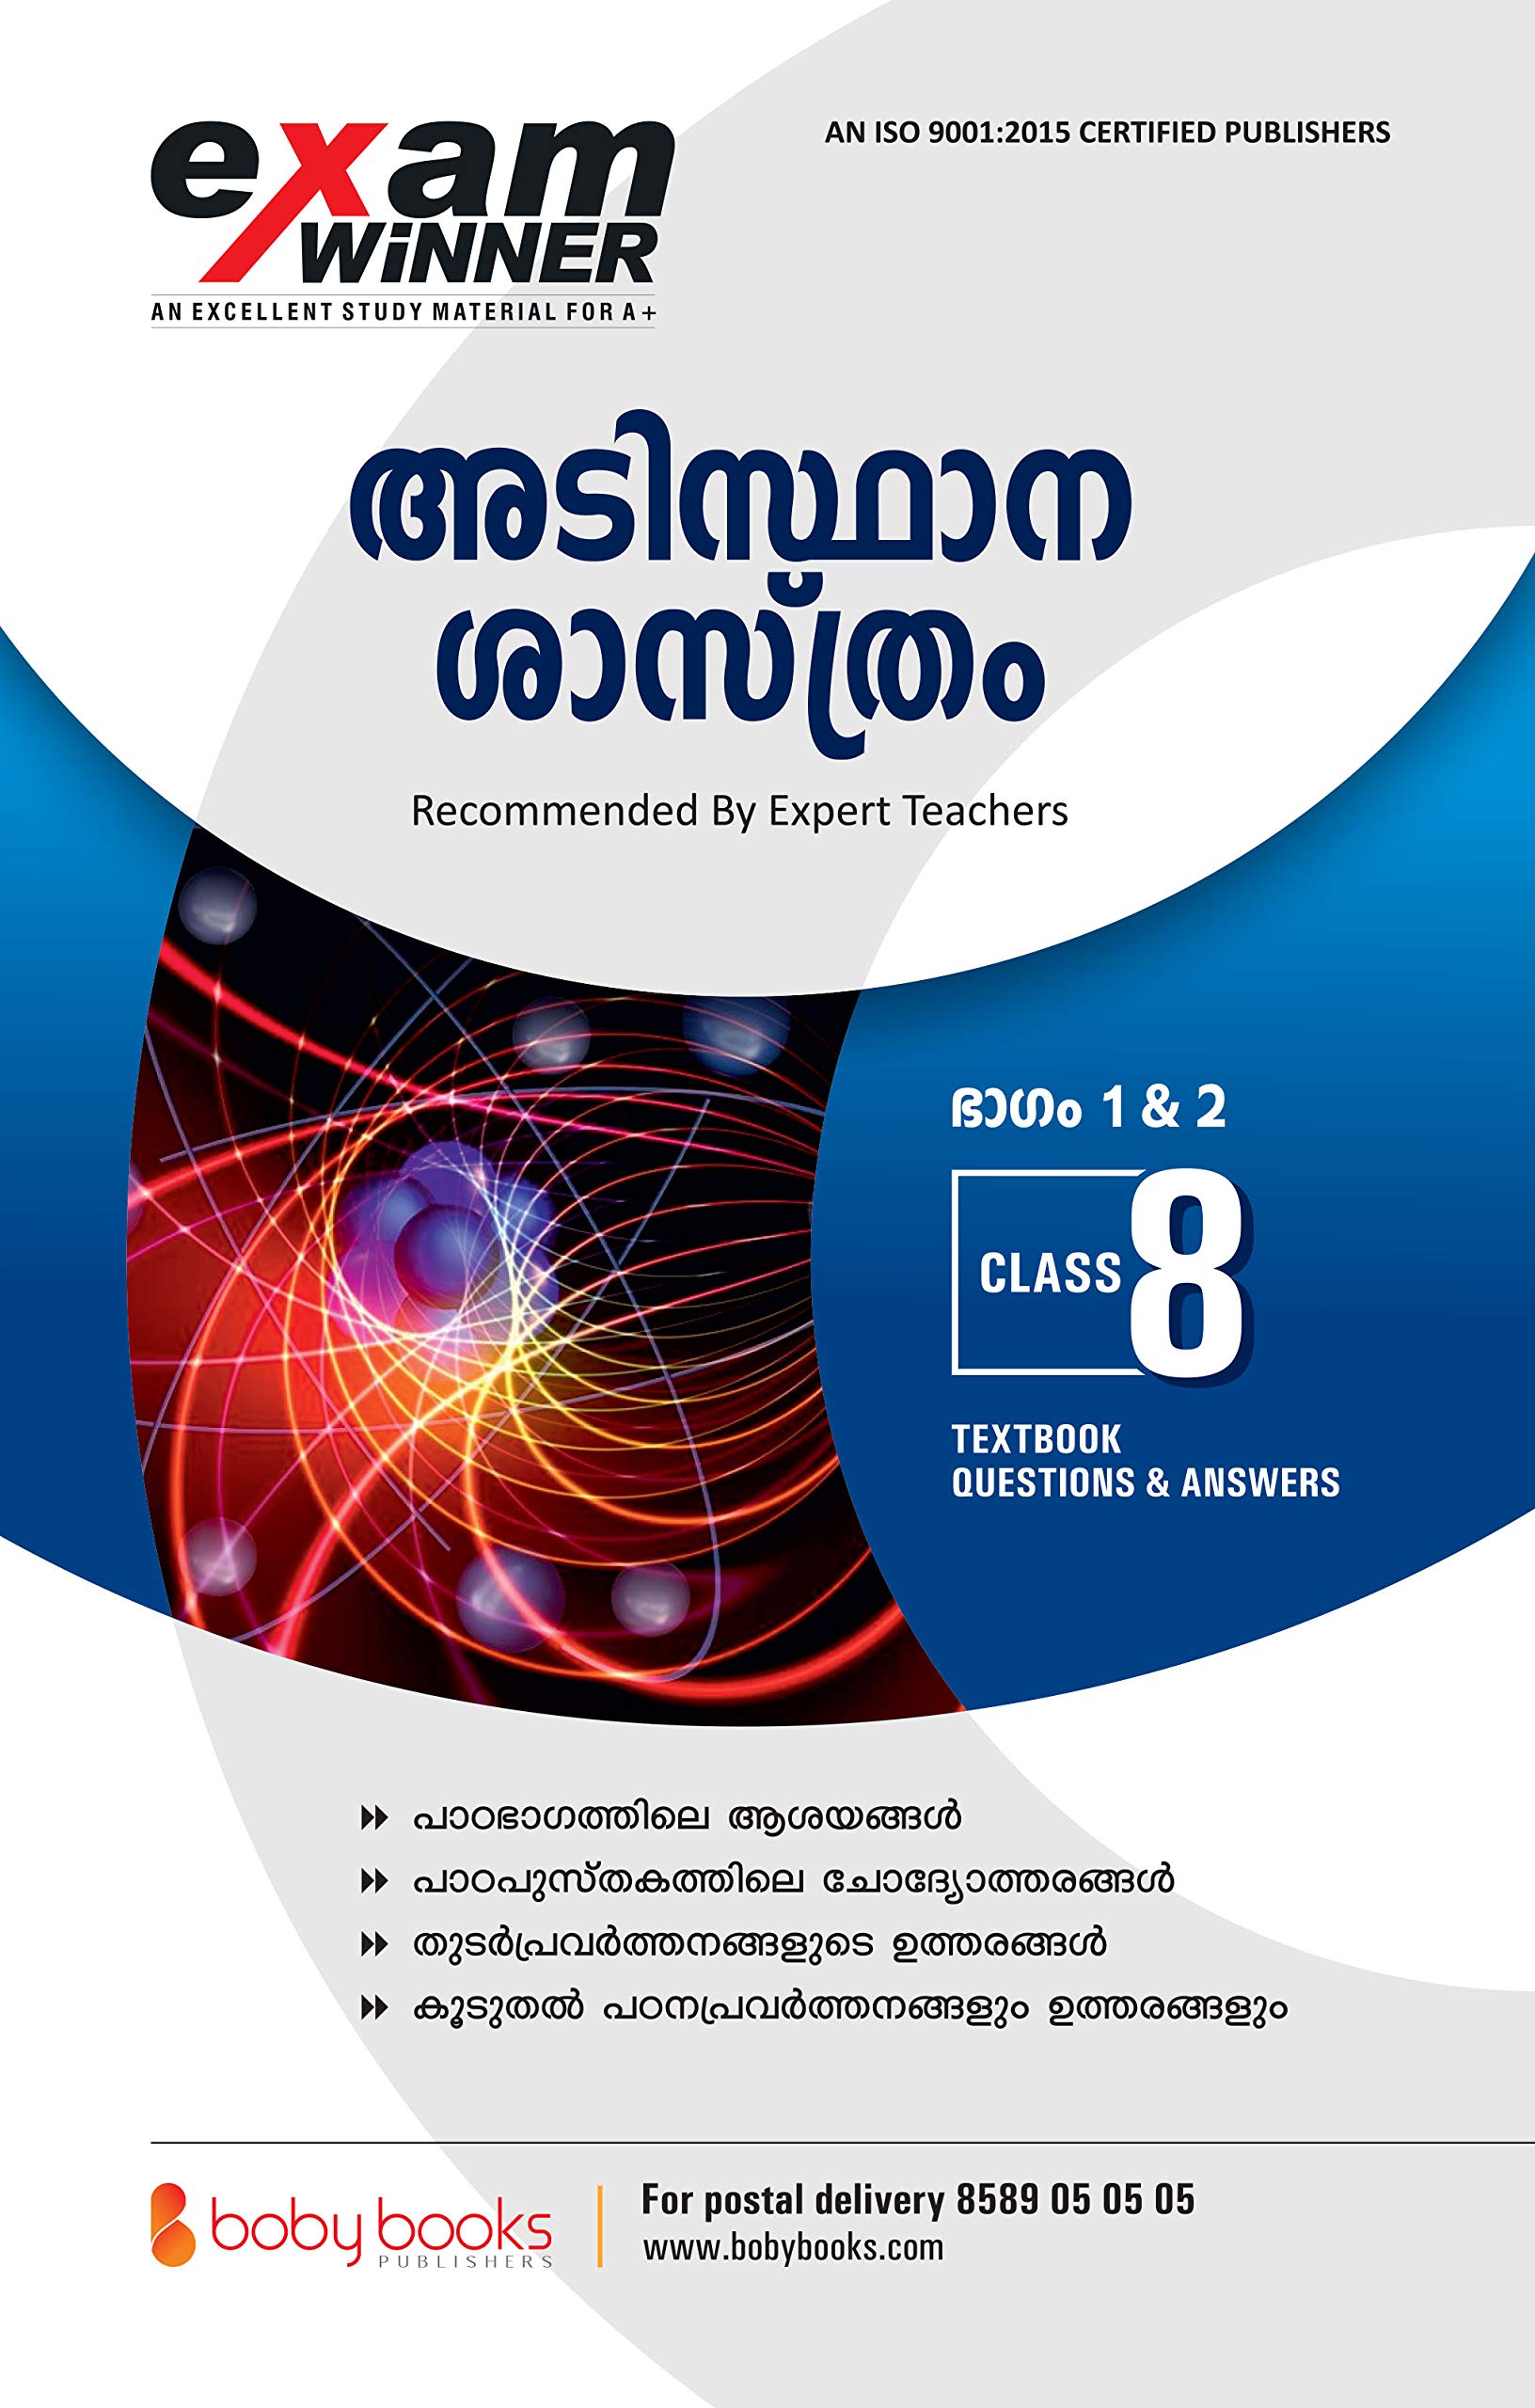 exam
WiNNER
AN EXCELLENT STUDY MATERIAL FOR A+
AN ISO 9001:2015 CERTIFIED PUBLISHERS
അടിസ്ഥാന
ശാസ്ത്രം
Recommended By Expert Teachers
ഭാഗം 1 & 2
CLASS 8
TEXTBOOK
QUESTIONS & ANSWERS
പാഠഭാഗത്തിലെ ആശയങ്ങൾ
പാഠപുസ്തകത്തിലെ ചോദ്യോത്തരങ്ങൾ
തുടർപ്രവർത്തനങ്ങളുടെ ഉത്തരങ്ങൾ
കൂടുതൽ പഠനപ്രവർത്തനങ്ങളും ഉത്തരങ്ങളും
boby books
PUBLISHERS
For postal delivery 8589 05 05 05
www.bobybooks.com